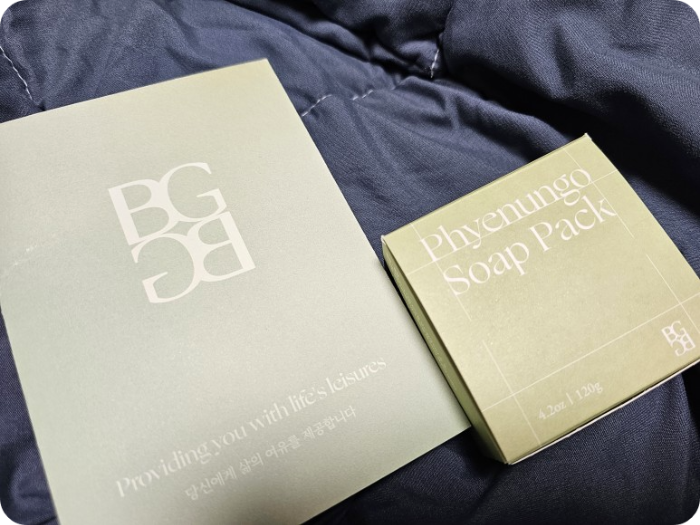 BG
BG
Providing you with life's leisures
당신에게 삶의 여유를 제공합니다
Phyenungo
Soap Pack
4.2oz | 120g
BG
BG